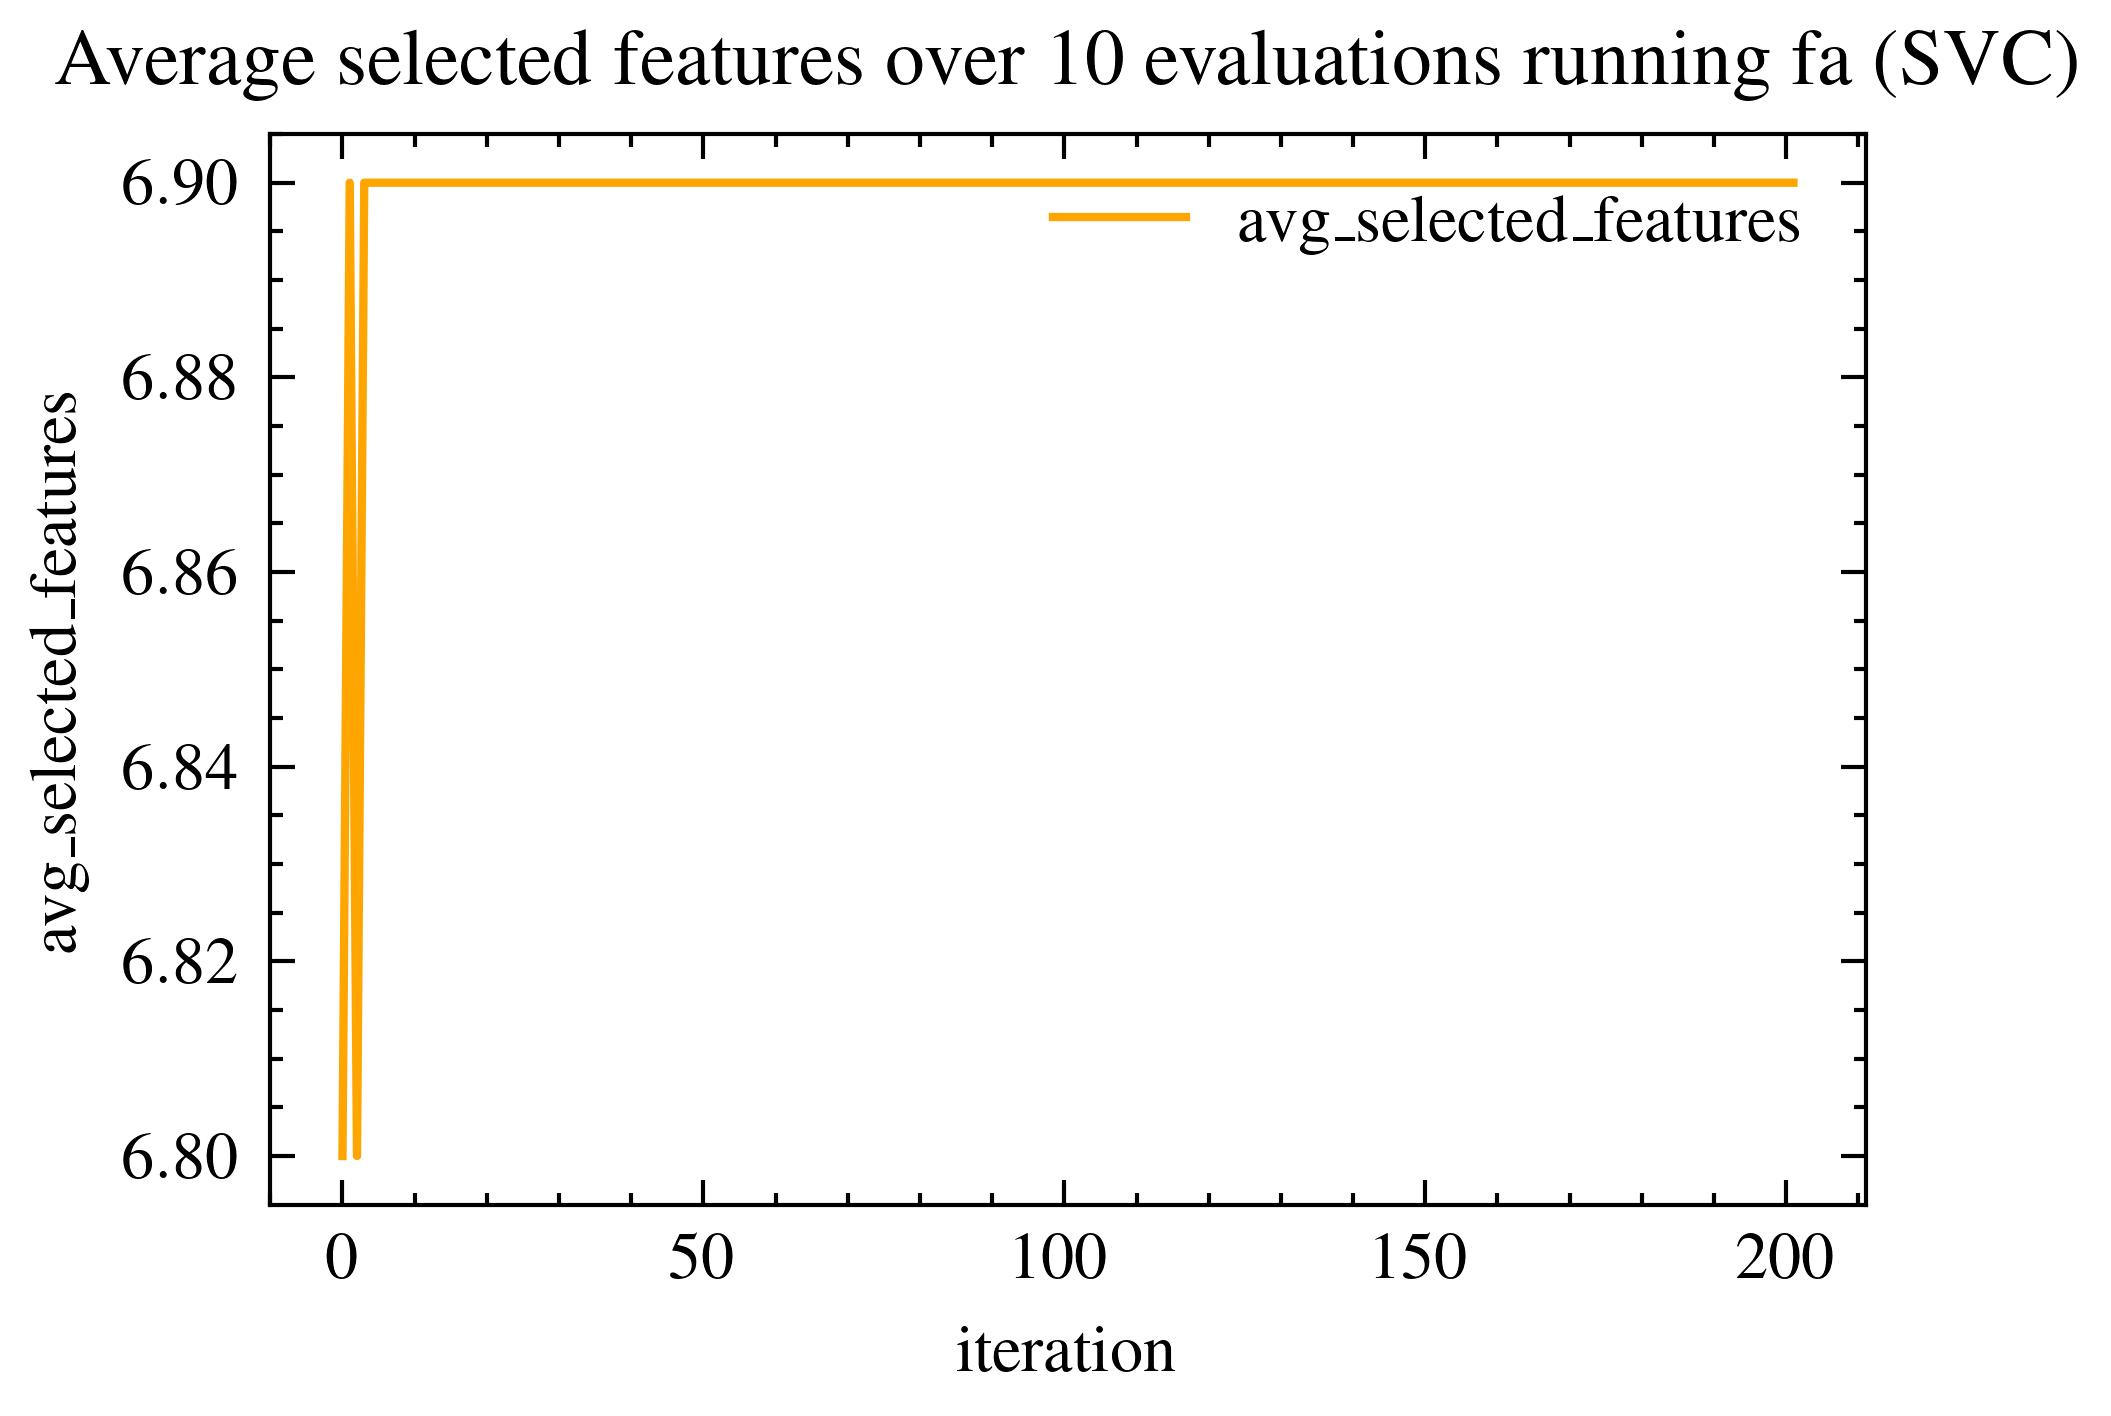 Average selected features over 10 evaluations running fa (SVC)
avg_selected_features
6.90
6.88
6.86
6.84
6.82
6.80
avg_selected_features
0 50 100 150 200
iteration